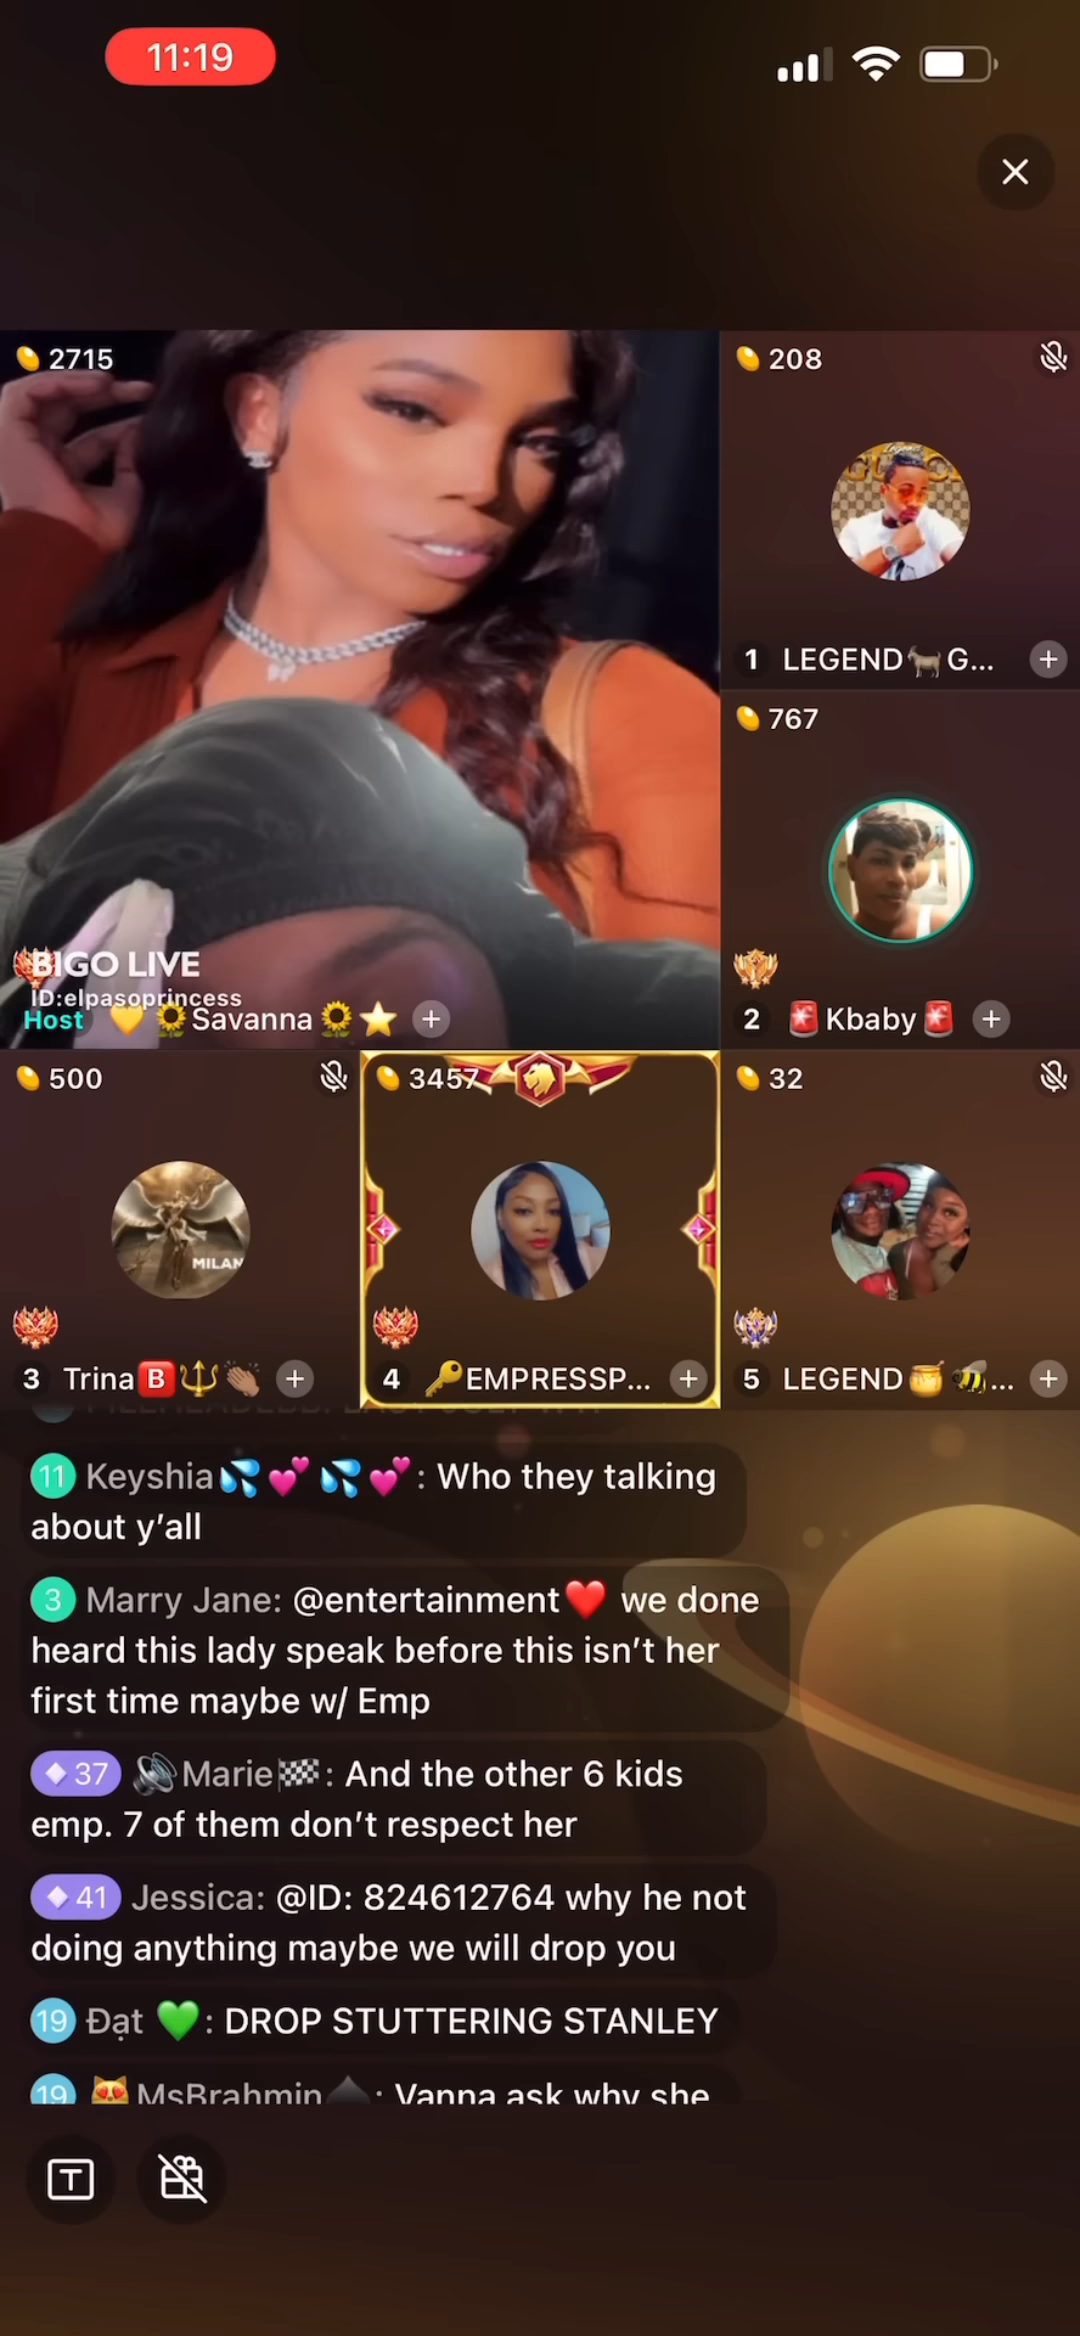 11:19
2715
208
1 LEGEND🐐G...
767
BIGO LIVE
ID:elpasoprincess
Host 💛🌻Savanna🌻⭐
2 🚨Kbaby🚨
500
3457
32
MILAN
3 Trina🅱️🔱👏🏽
4 🔑EMPRESSP...
5 LEGEND🍯🐝...
11 Keyshia💦💕💦💕: Who they talking
about y'all
3 Marry Jane: @entertainment❤️ we done
heard this lady speak before this isn't her
first time maybe w/ Emp
37 🔊Marie🏁: And the other 6 kids
emp. 7 of them don't respect her
41 Jessica: @ID: 824612764 why he not
doing anything maybe we will drop you
19 Đạt 💚: DROP STUTTERING STANLEY
19 😻MsBrahmin♠️: Vanna ask why she
T